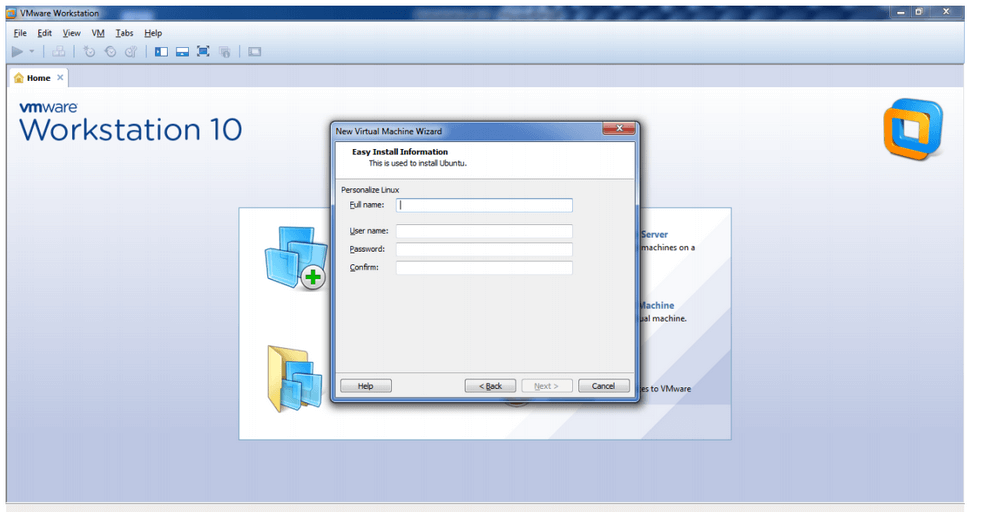 VMware Workstation
File Edit View VM Tabs Help
Home
vmware
Workstation 10
New Virtual Machine Wizard
Easy Install Information
This is used to install Ubuntu.
Personalize Linux
Full name:
User name:
Password:
Confirm:
Help < Back Next > Cancel
Server
machines on a
Machine
ual machine.
es to VMware